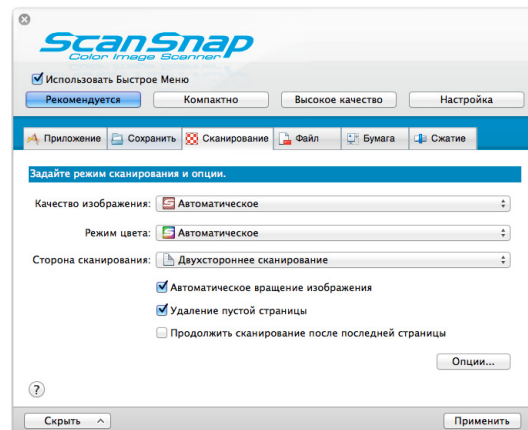 ScanSnap
Color Image Scanner
Использовать Быстрое Меню
Рекомендуется Компактно Высокое качество Настройка
Приложение Сохранить Сканирование Файл Бумага Сжатие
Задайте режим сканирования и опции.
Качество изображения: Автоматическое
Режим цвета: Автоматическое
Сторона сканирования: Двухстороннее сканирование
Автоматическое вращение изображения
Удаление пустой страницы
Продолжить сканирование после последней страницы
Опции...
?
Скрыть Применить